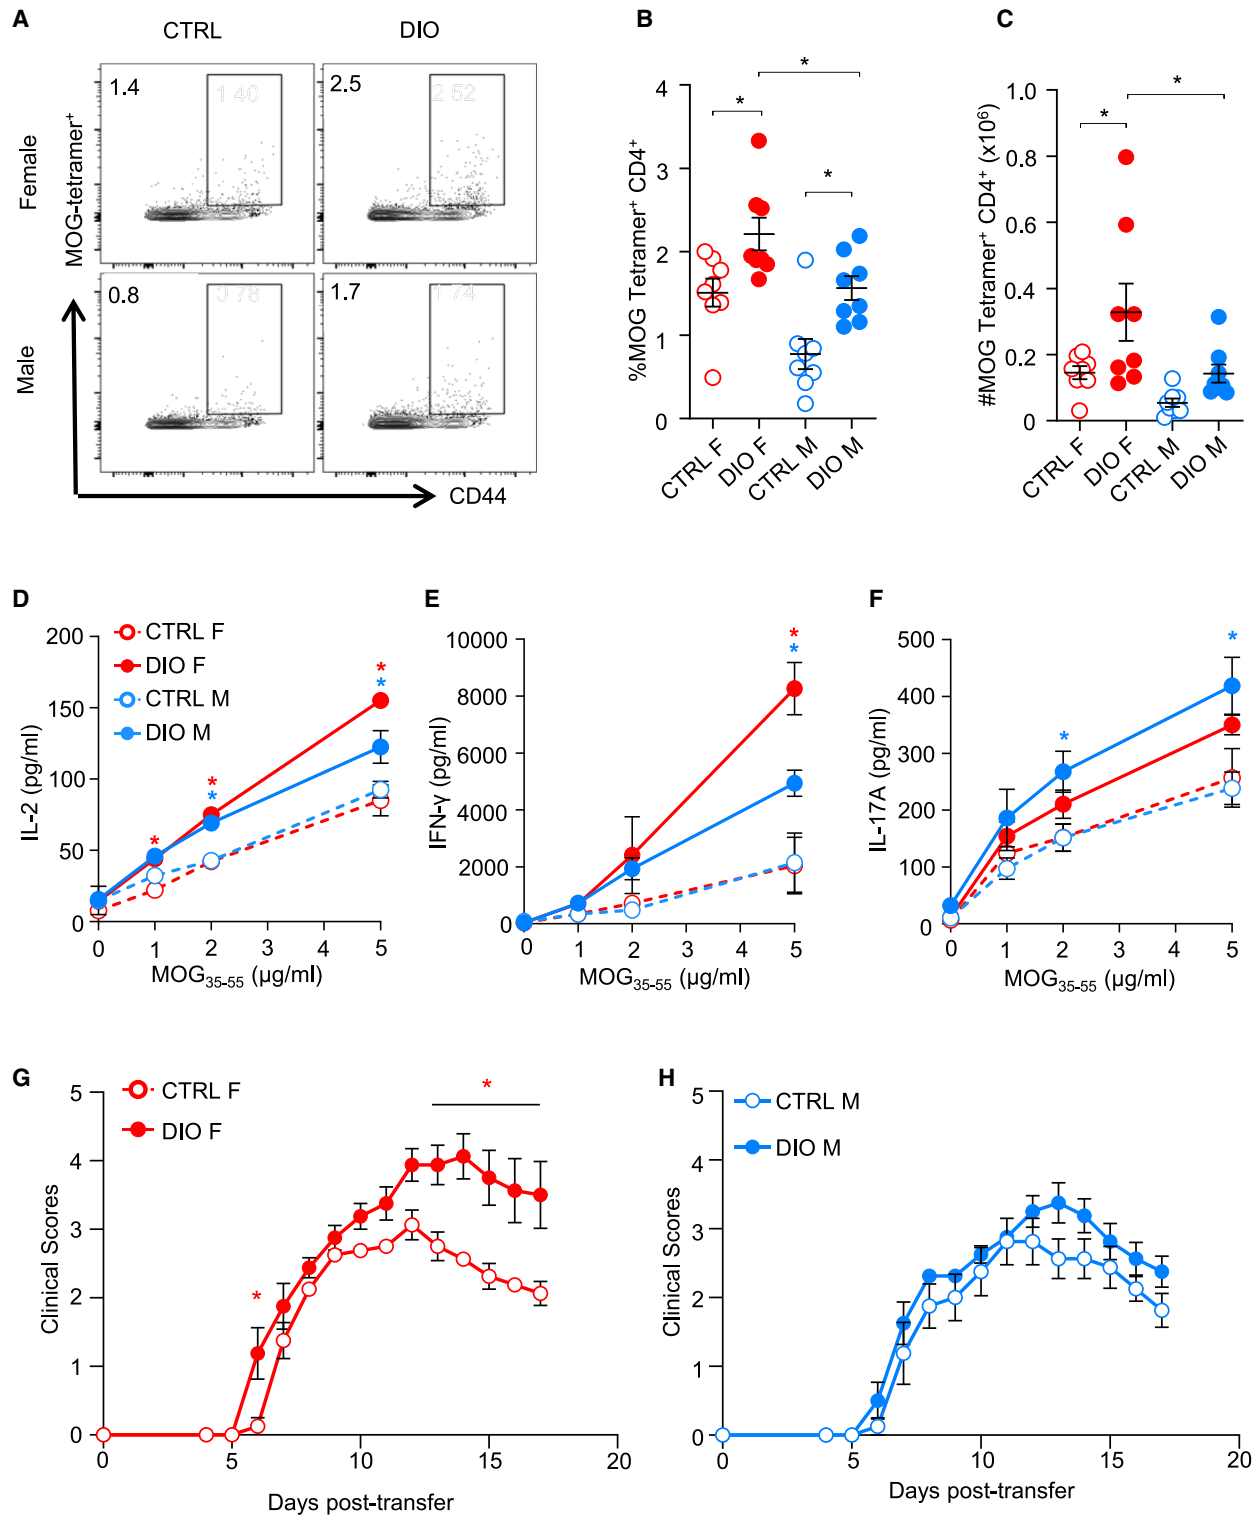 A
CTRL
DIO
Female
Male
MOG-tetramer⁺
1.4
1 40
2.5
2 52
0.8
0 78
1.7
1 74
CD44
B
%MOG Tetramer⁺ CD4⁺
4
3
2
1
0
*
*
*
CTRL F
DIO F
CTRL M
DIO M
C
#MOG Tetramer⁺ CD4⁺ (x10⁶)
1.0
0.8
0.6
0.4
0.2
0
*
*
CTRL F
DIO F
CTRL M
DIO M
D
CTRL F
DIO F
CTRL M
DIO M
IL-2 (pg/ml)
200
150
100
50
0
*
*
*
*
*
0 1 2 3 4 5
MOG₃₅₋₅₅ (µg/ml)
E
IFN-γ (pg/ml)
10000
8000
6000
4000
2000
0
*
*
0 1 2 3 4 5
MOG₃₅₋₅₅ (µg/ml)
F
IL-17A (pg/ml)
500
400
300
200
100
0
*
*
0 1 2 3 4 5
MOG₃₅₋₅₅ (µg/ml)
G
CTRL F
DIO F
Clinical Scores
5
4
3
2
1
0
*
*
0 5 10 15 20
Days post-transfer
H
CTRL M
DIO M
Clinical Scores
5
4
3
2
1
0
0 5 10 15 20
Days post-transfer